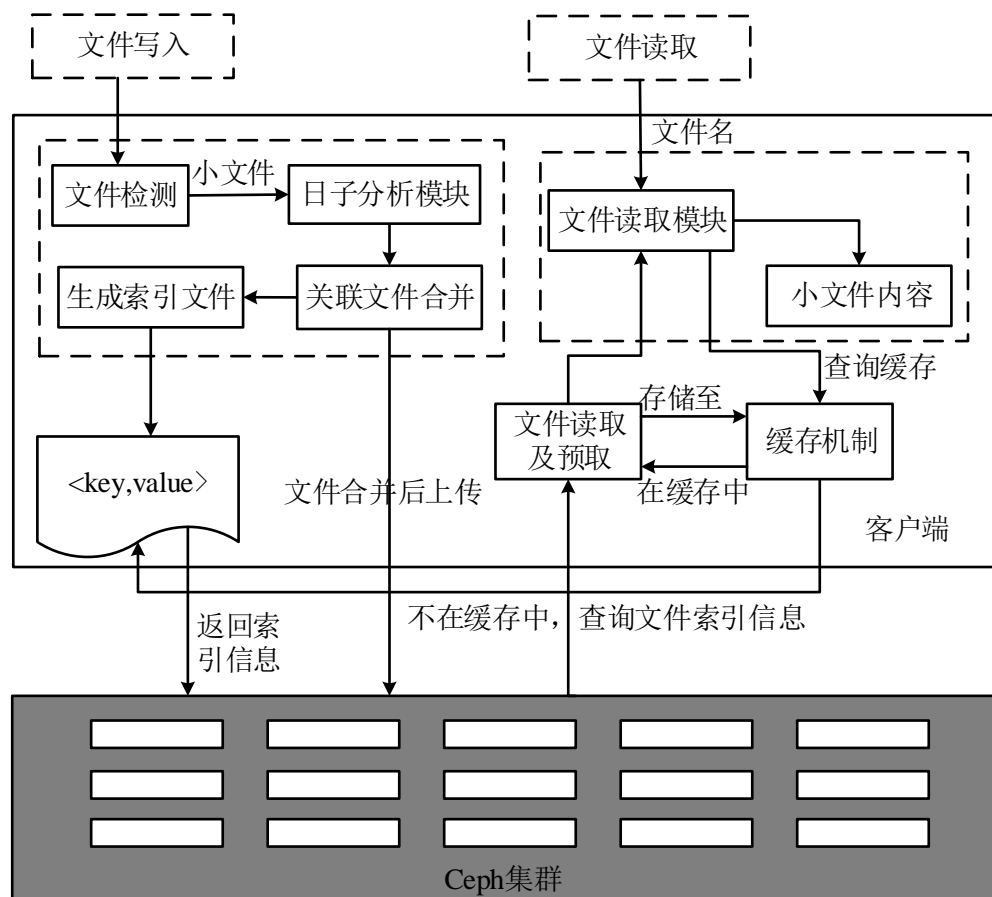 文件写入
文件读取
文件名
文件检测
小文件
日子分析模块
文件读取模块
生成索引文件
关联文件合并
小文件内容
查询缓存
存储至
文件读取
及预取
缓存机制
<key,value>
文件合并后上传
在缓存中
客户端
返回索
引信息
不在缓存中，查询文件索引信息
Ceph集群